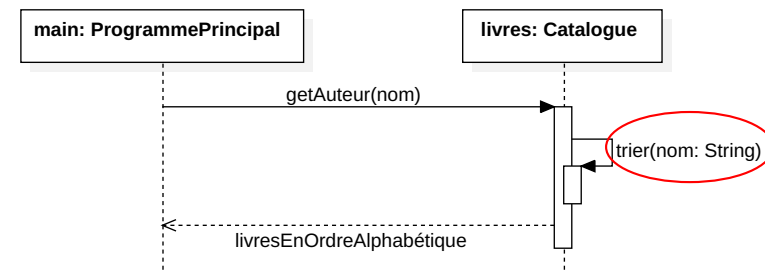 main: ProgrammePrincipal
livres: Catalogue
getAuteur(nom)
trier(nom: String)
livresEnOrdreAlphabétique